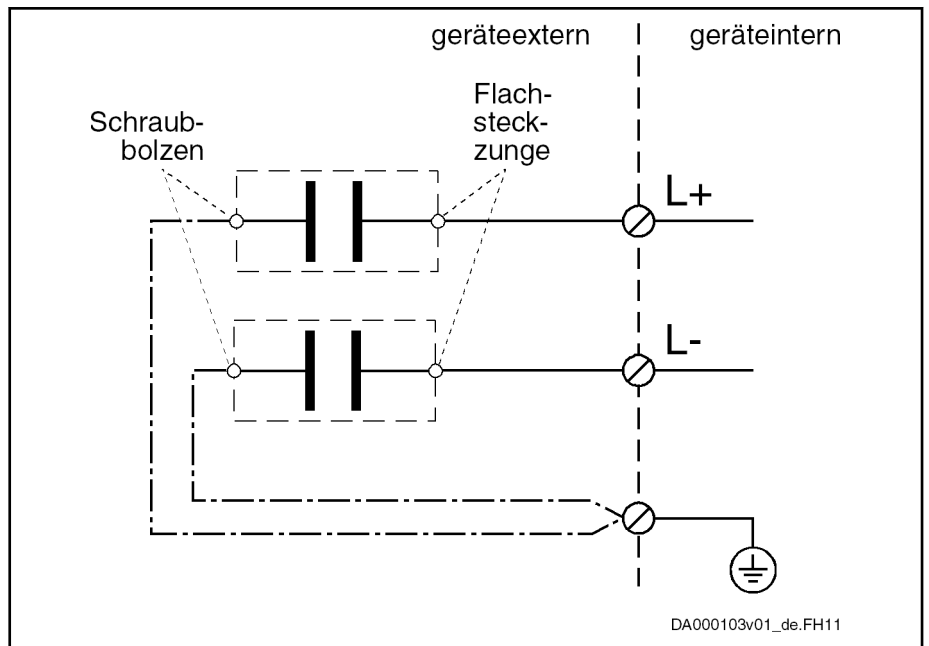 geräteextern
geräteintern
Schraub-
bolzen
Flach-
steck-
zunge
L+
L-
DA000103v01_de.FH11